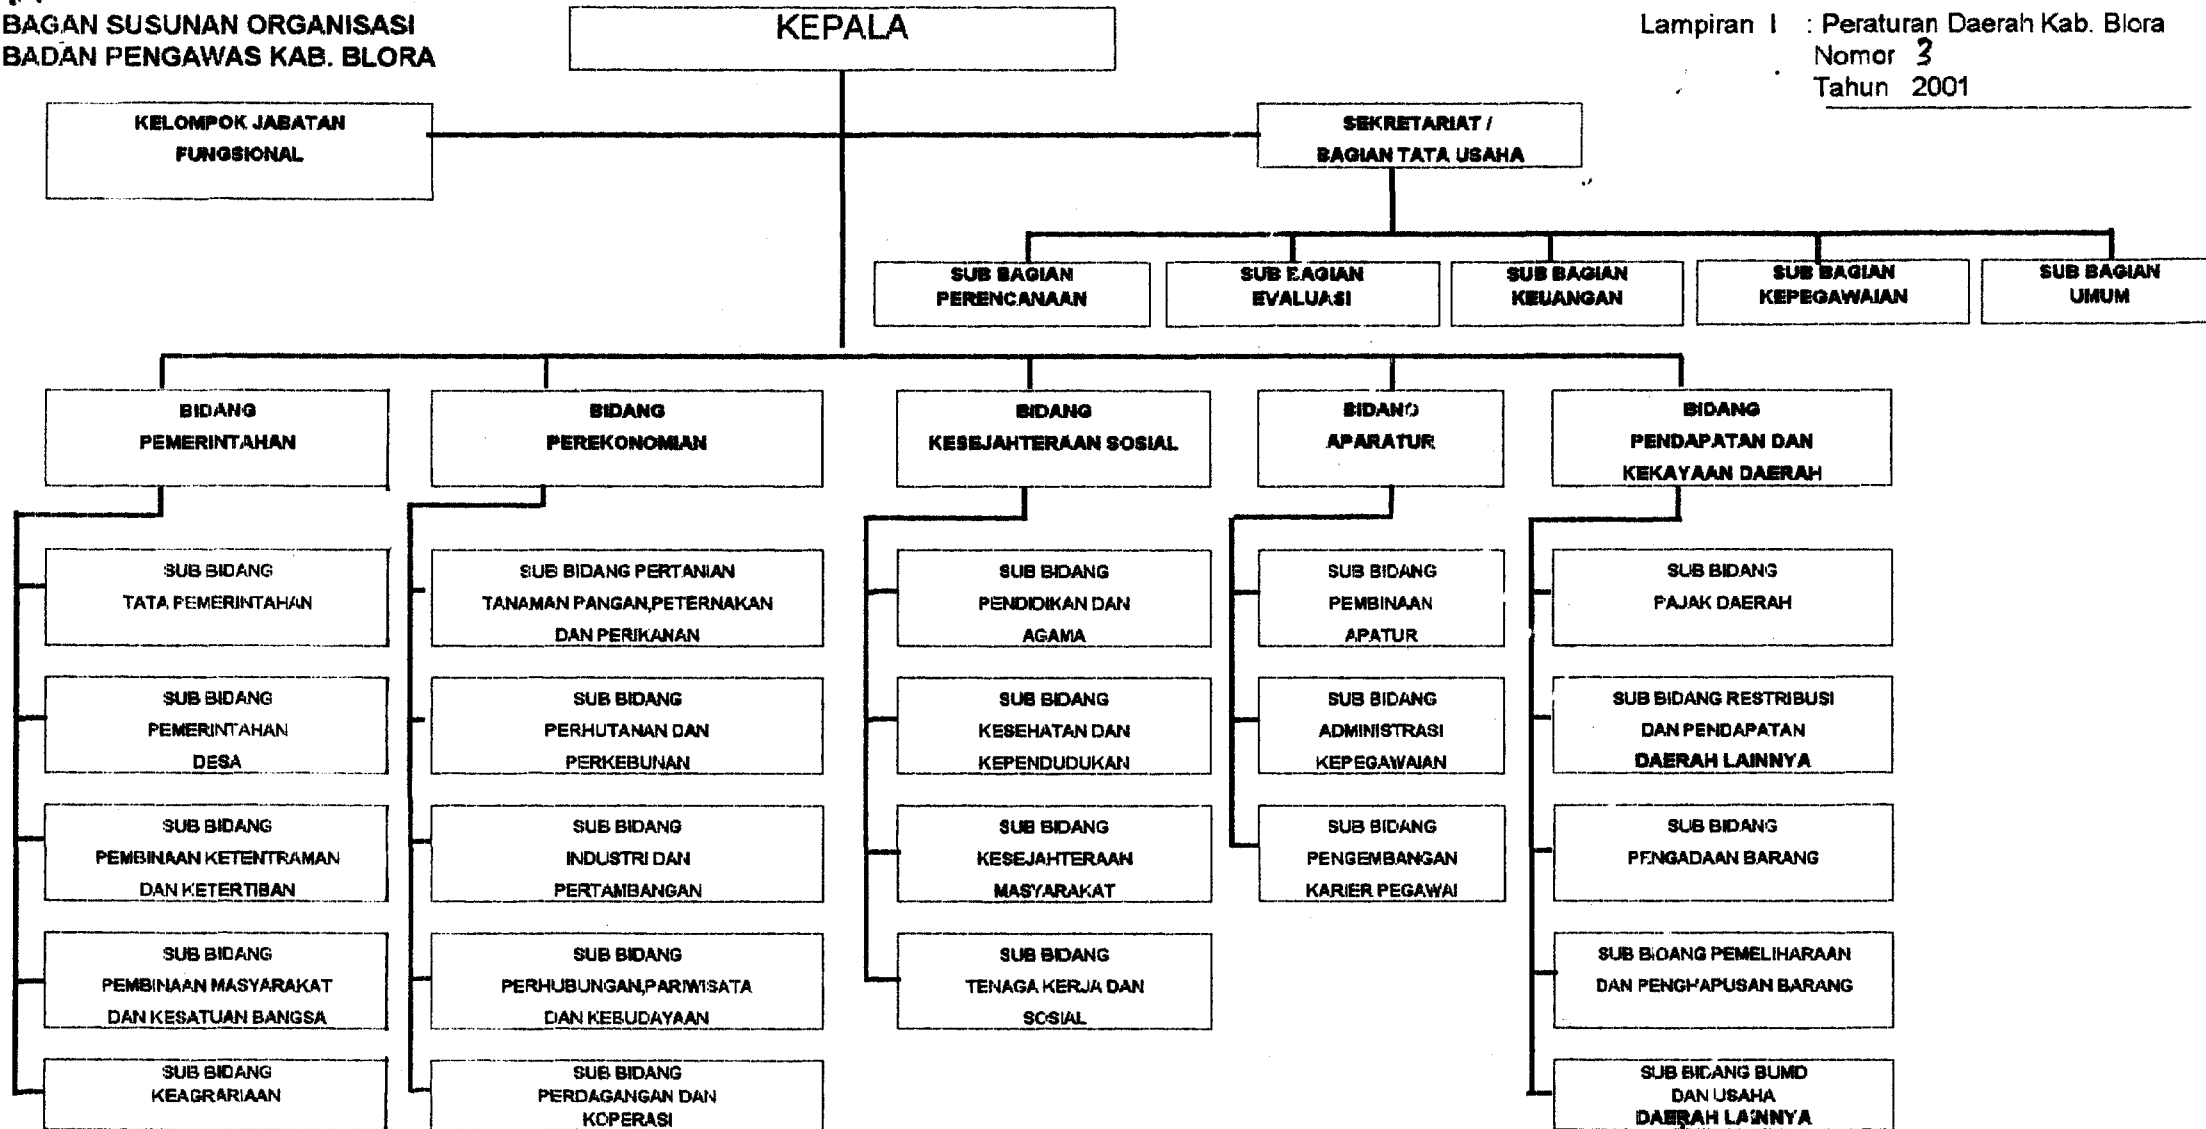 BAGAN SUSUNAN ORGANISASI
BADAN PENGAWAS KAB. BLORA
KEPALA
Lampiran I : Peraturan Daerah Kab. Blora
Nomor 3
Tahun 2001
KELOMPOK JABATAN
FUNGSIONAL
SEKRETARIAT /
BAGIAN TATA USAHA
SUB BAGIAN
PERENCANAAN
SUB BAGIAN
EVALUASI
SUB BAGIAN
KEUANGAN
SUB BAGIAN
KEPEGAWAIAN
SUB BAGIAN
UMUM
BIDANG
PEMERINTAHAN
BIDANG
PEREKONOMIAN
BIDANG
KESEJAHTERAAN SOSIAL
BIDANG
APARATUR
BIDANG
PENDAPATAN DAN
KEKAYAAN DAERAH
SUB BIDANG
TATA PEMERINTAHAN
SUB BIDANG
PEMERINTAHAN
DESA
SUB BIDANG
PEMBINAAN KETENTRAMAN
DAN KETERTIBAN
SUB BIDANG
PEMBINAAN MASYARAKAT
DAN KESATUAN BANGSA
SUB BIDANG
KEAGRARIAAN
SUB BIDANG PERTANIAN
TANAMAN PANGAN,PETERNAKAN
DAN PERIKANAN
SUB BIDANG
PERHUTANAN DAN
PERKEBUNAN
SUB BIDANG
INDUSTRI DAN
PERTAMBANGAN
SUB BIDANG
PERHUBUNGAN,PARIWISATA
DAN KEBUDAYAAN
SUB BIDANG
PERDAGANGAN DAN
KOPERASI
SUB BIDANG
PENDIDIKAN DAN
AGAMA
SUB BIDANG
KESEHATAN DAN
KEPENDUDUKAN
SUB BIDANG
KESEJAHTERAAN
MASYARAKAT
SUB BIDANG
TENAGA KERJA DAN
SOSIAL
SUB BIDANG
PEMBINAAN
APATUR
SUB BIDANG
ADMINISTRASI
KEPEGAWAIAN
SUB BIDANG
PENGEMBANGAN
KARIER PEGAWAI
SUB BIDANG
PAJAK DAERAH
SUB BIDANG RESTRIBUSI
DAN PENDAPATAN
DAERAH LAINNYA
SUB BIDANG
PENGADAAN BARANG
SUB BIDANG PEMELIHARAAN
DAN PENGHAPUSAN BARANG
SUB BIDANG BUMD
DAN USAHA
DAERAH LAINNYA